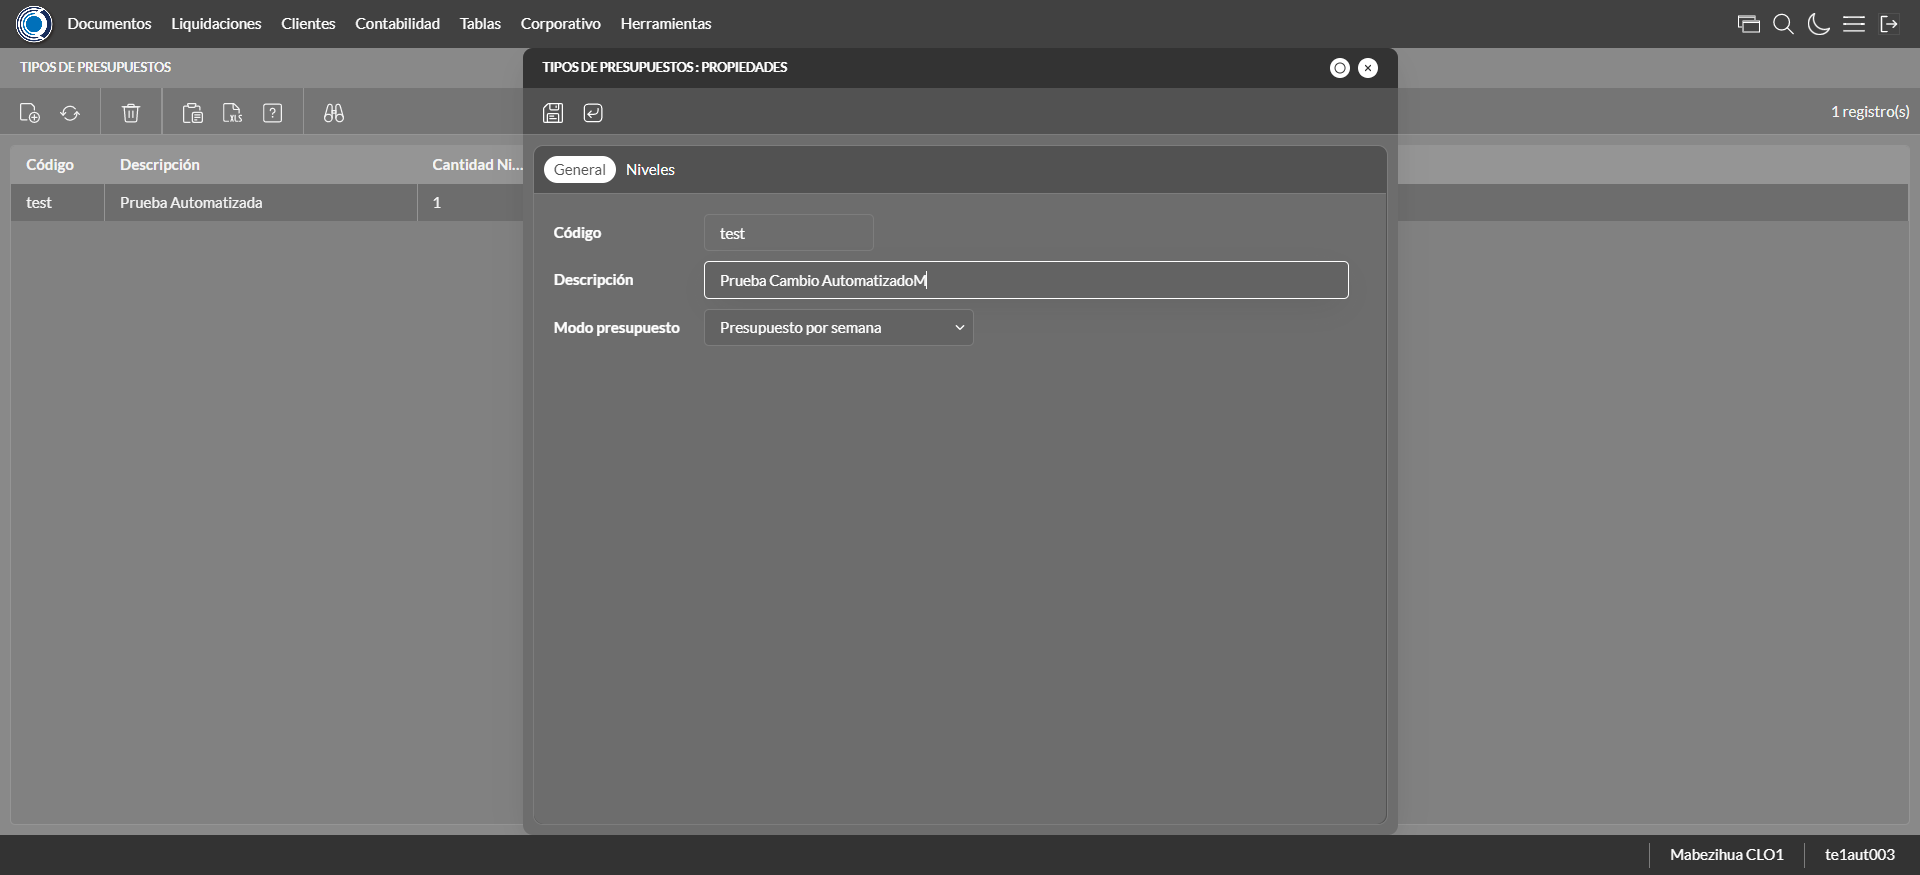 Documentos Liquidaciones Clientes Contabilidad Tablas Corporativo Herramientas
TIPOS DE PRESUPUESTOS
TIPOS DE PRESUPUESTOS : PROPIEDADES
XLS ?
1 registro(s)
Código Descripción Cantidad Ni...
test Prueba Automatizada 1
General Niveles
Código test
Descripción Prueba Cambio AutomatizadoM
Modo presupuesto Presupuesto por semana
Mabezihua CLO1 te1aut003